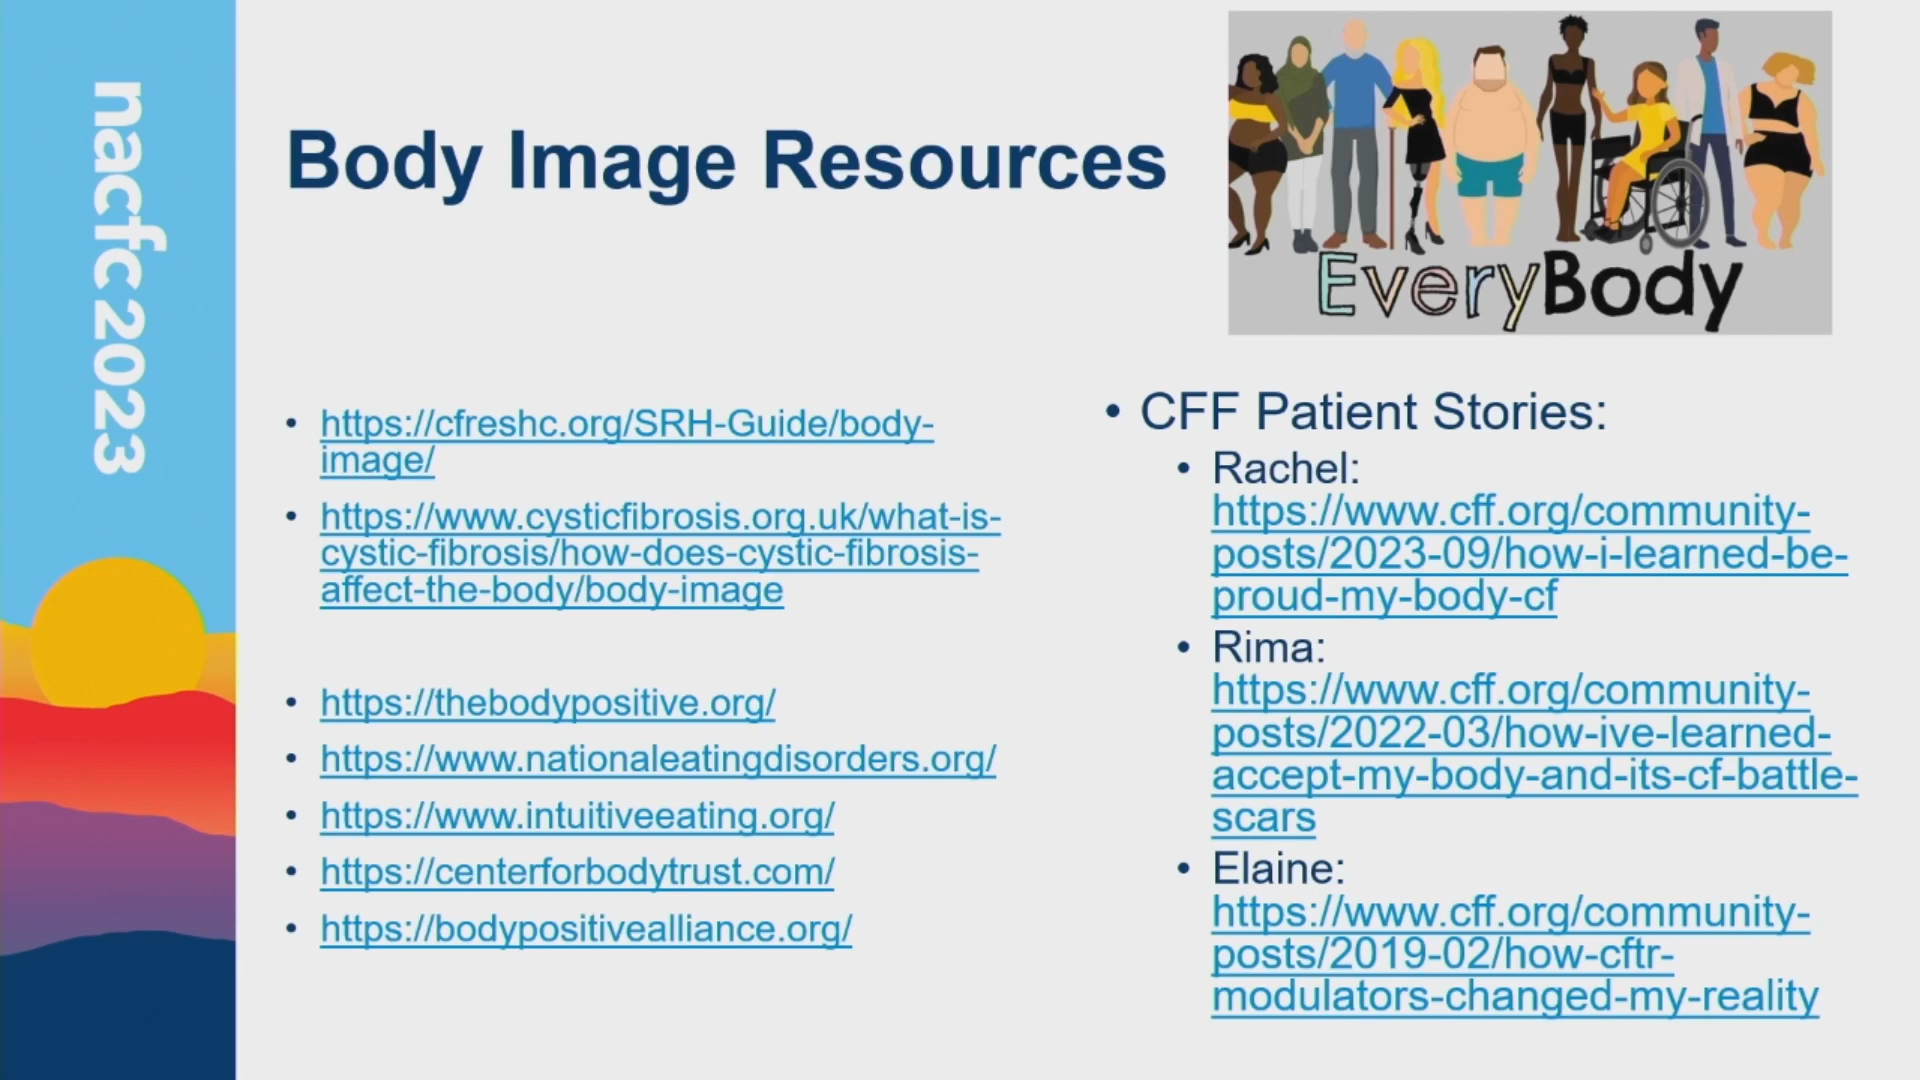 nacfc 2023
Body Image Resources
EveryBody
• https://cfreshc.org/SRH-Guide/body-
image/
• https://www.cysticfibrosis.org.uk/what-is-
cystic-fibrosis/how-does-cystic-fibrosis-
affect-the-body/body-image
• https://thebodypositive.org/
• https://www.nationaleatingdisorders.org/
• https://www.intuitiveeating.org/
• https://centerforbodytrust.com/
• https://bodypositivealliance.org/
• CFF Patient Stories:
• Rachel:
https://www.cff.org/community-
posts/2023-09/how-i-learned-be-
proud-my-body-cf
• Rima:
https://www.cff.org/community-
posts/2022-03/how-ive-learned-
accept-my-body-and-its-cf-battle-
scars
• Elaine:
https://www.cff.org/community-
posts/2019-02/how-cftr-
modulators-changed-my-reality